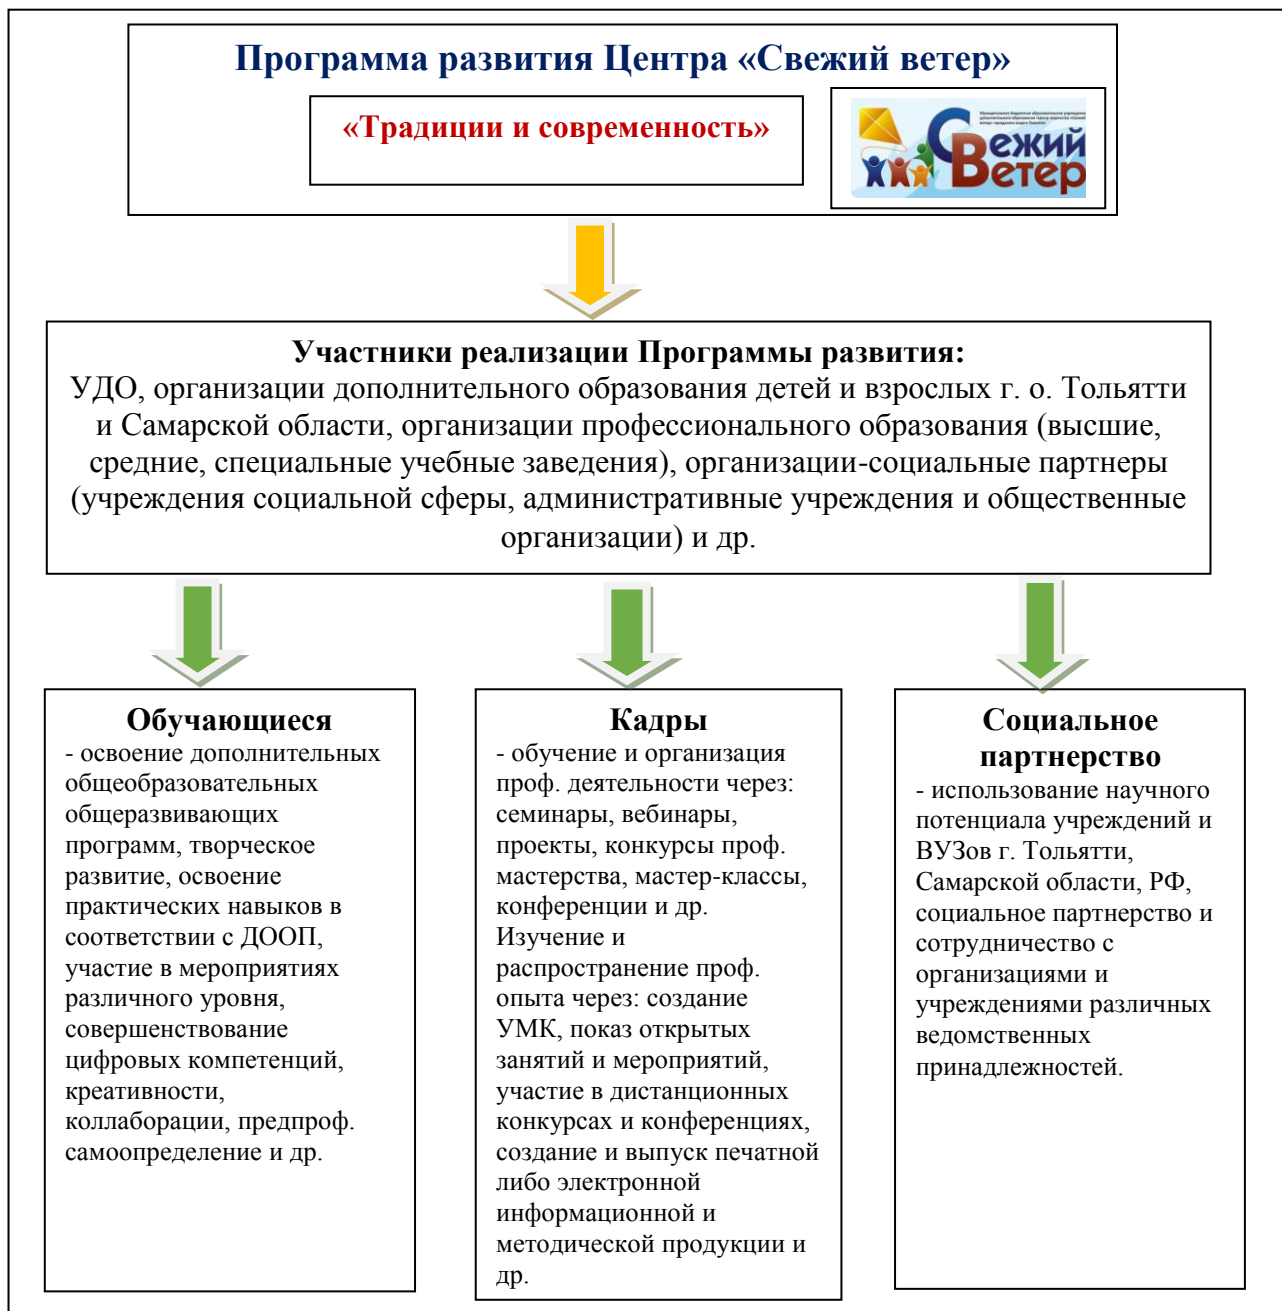 Программа развития Центра «Свежий ветер»
«Традиции и современность»
Свежий
Ветер
Участники реализации Программы развития:
УДО, организации дополнительного образования детей и взрослых г. о. Тольятти
и Самарской области, организации профессионального образования (высшие,
средние, специальные учебные заведения), организации-социальные партнеры
(учреждения социальной сферы, административные учреждения и общественные
организации) и др.
Обучающиеся
- освоение дополнительных
общеобразовательных
общеразвивающих
программ, творческое
развитие, освоение
практических навыков в
соответствии с ДООП,
участие в мероприятиях
различного уровня,
совершенствование
цифровых компетенций,
креативности,
коллаборации, предпроф.
самоопределение и др.
Кадры
- обучение и организация
проф. деятельности через:
семинары, вебинары,
проекты, конкурсы проф.
мастерства, мастер-классы,
конференции и др.
Изучение и
распространение проф.
опыта через: создание
УМК, показ открытых
занятий и мероприятий,
участие в дистанционных
конкурсах и конференциях,
создание и выпуск печатной
либо электронной
информационной и
методической продукции и
др.
Социальное
партнерство
- использование научного
потенциала учреждений и
ВУЗов г. Тольятти,
Самарской области, РФ,
социальное партнерство и
сотрудничество с
организациями и
учреждениями различных
ведомственных
принадлежностей.